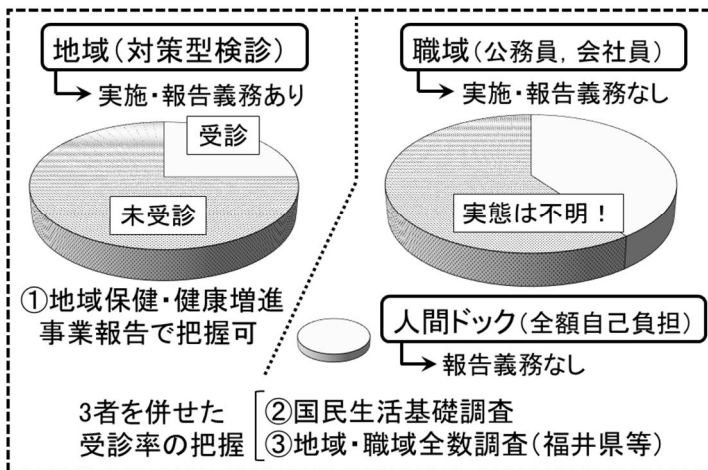 地域（対策型検診）
実施・報告義務あり
受診
未受診
①地域保健・健康増進
事業報告で把握可
職域（公務員，会社員）
実施・報告義務なし
実態は不明！
人間ドック（全額自己負担）
報告義務なし
3者を併せた
受診率の把握
②国民生活基礎調査
③地域・職域全数調査（福井県等）